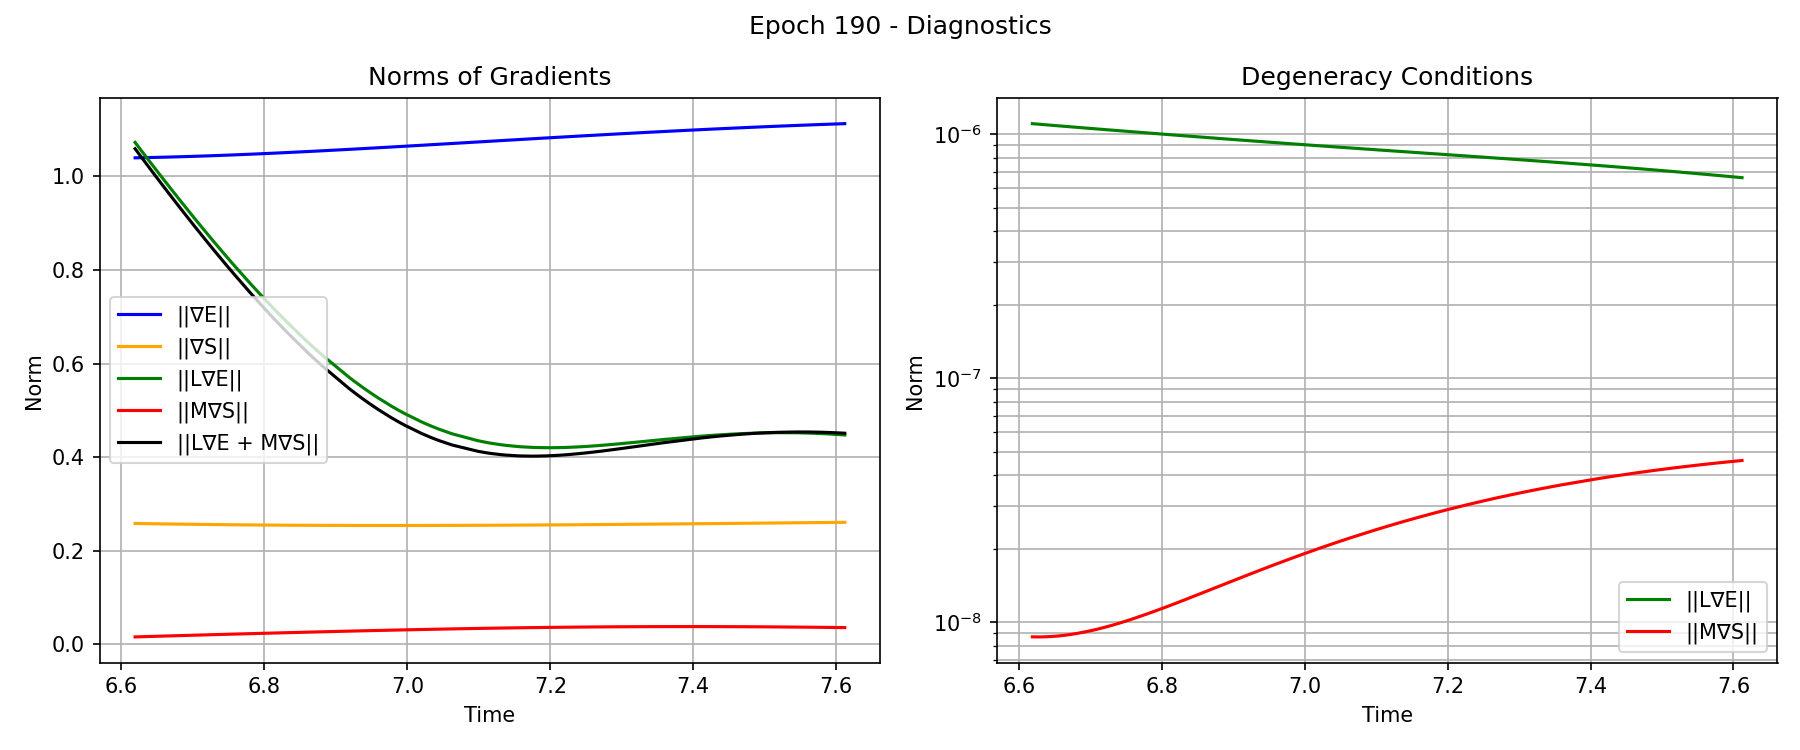 Epoch 190 - Diagnostics
Norms of Gradients
Norm
1.0
0.8
0.6
0.4
0.2
0.0
||∇E||
||∇S||
||L∇E||
||M∇S||
||L∇E + M∇S||
6.6 6.8 7.0 7.2 7.4 7.6
Time
Degeneracy Conditions
Norm
10⁻⁶
10⁻⁷
10⁻⁸
||L∇E||
||M∇S||
6.6 6.8 7.0 7.2 7.4 7.6
Time